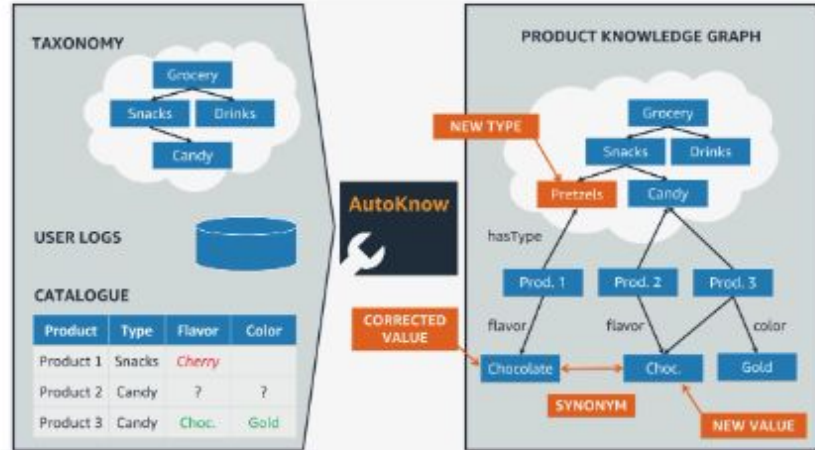 TAXONOMY
Grocery
Snacks Drinks
Candy
USER LOGS
CATALOGUE
Product Type Flavor Color
Product 1 Snacks Cherry
Product 2 Candy ? ?
Product 3 Candy Choc. Gold
AutoKnow
PRODUCT KNOWLEDGE GRAPH
Grocery
NEW TYPE
Snacks Drinks
Pretzels Candy
hasType
Prod. 1 Prod. 2 Prod. 3
CORRECTED
VALUE
flavor flavor color
Chocolate Choc. Gold
SYNONYM
NEW VALUE